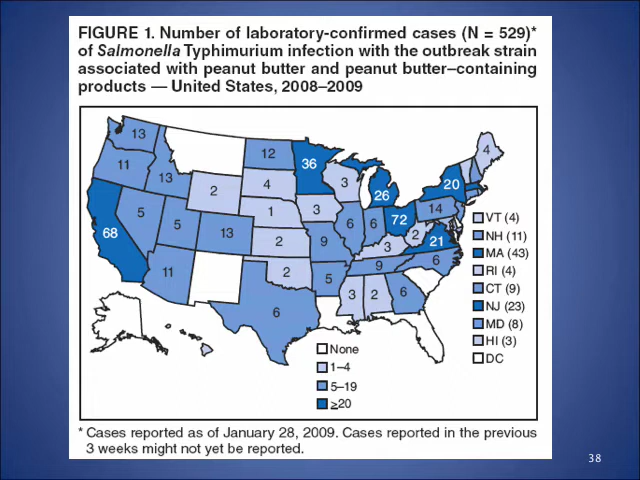 FIGURE 1. Number of laboratory-confirmed cases (N = 529)*
of Salmonella Typhimurium infection with the outbreak strain
associated with peanut butter and peanut butter–containing
products — United States, 2008–2009
13
11
13
5
68
5
11
2
13
12
4
1
2
2
6
36
3
9
5
3
6
6
26
72
3
9
3
2
6
2
21
6
14
20
4
VT (4)
NH (11)
MA (43)
RI (4)
CT (9)
NJ (23)
MD (8)
HI (3)
DC
None
1–4
5–19
≥20
* Cases reported as of January 28, 2009. Cases reported in the previous
3 weeks might not yet be reported.
38